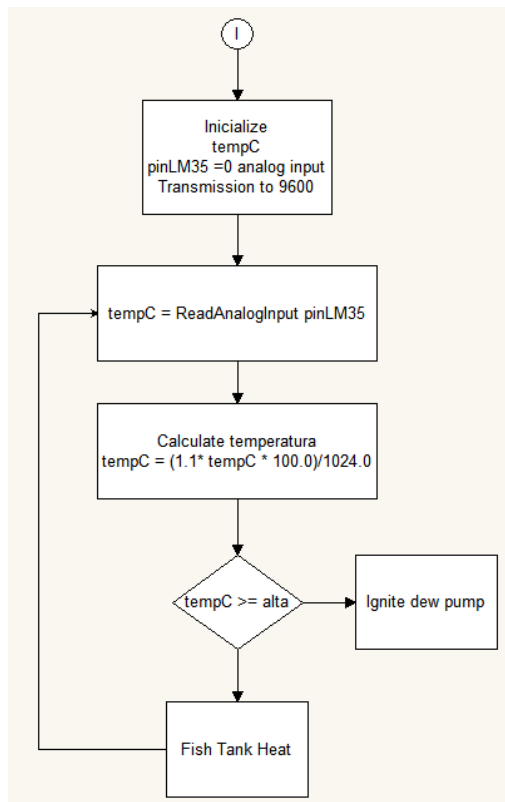 I
Inicialize
tempC
pinLM35 =0 analog input
Transmission to 9600
tempC = ReadAnalogInput pinLM35
Calculate temperatura
tempC = (1.1* tempC * 100.0)/1024.0
tempC >= alta
Ignite dew pump
Fish Tank Heat